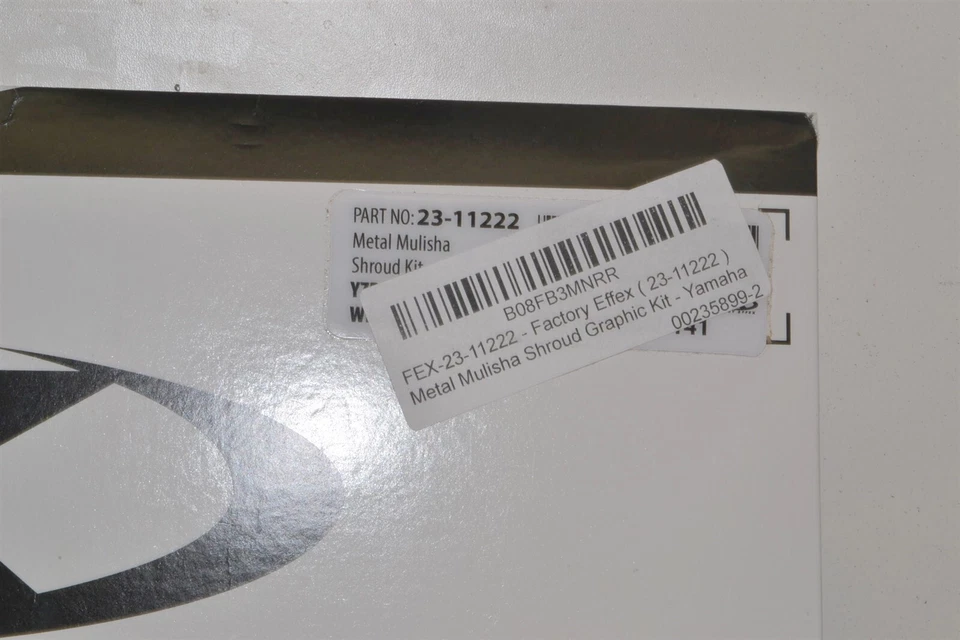 PART NO: 23-11222
Metal Mulisha
Shroud Kit
B08FB3MNRR
FEX-23-11222 - Factory Effex ( 23-11222 )
Metal Mulisha Shroud Graphic Kit - Yamaha
00235899-2